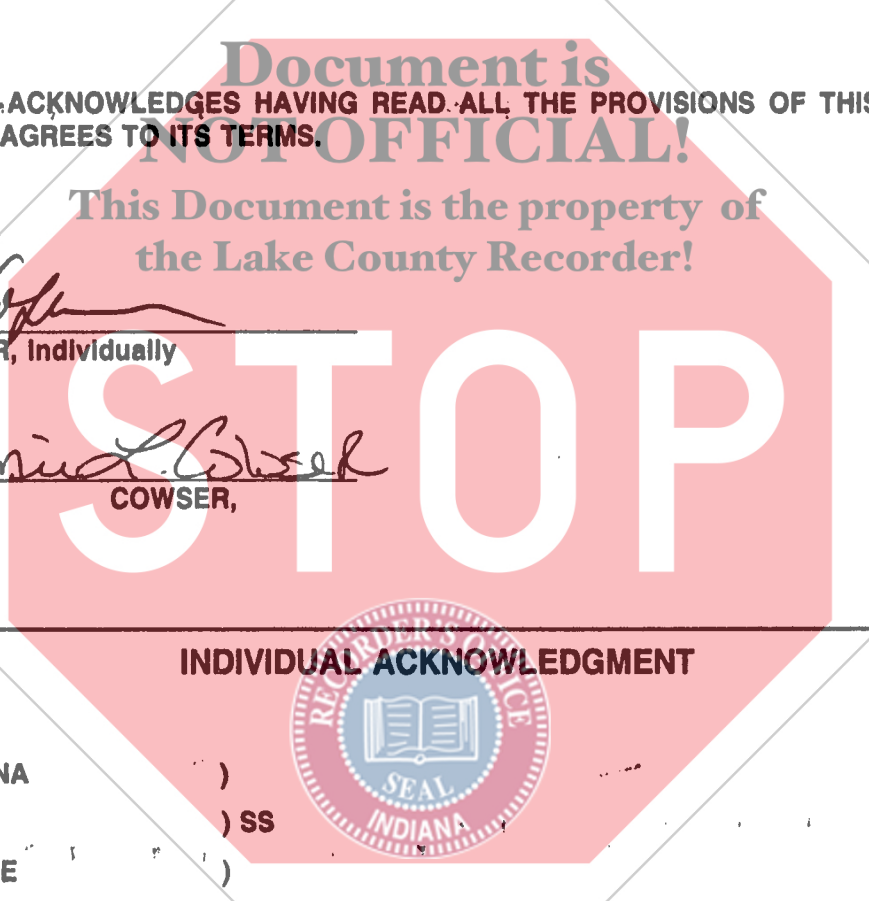 Document is
ACKNOWLEDGES HAVING READ ALL THE PROVISIONS OF THIS
AGREES TO ITS TERMS.
NOT OFFICIAL!
This Document is the property of
the Lake County Recorder!
R, Individually
L. Cowser
COWSER,
STOP
INDIVIDUAL ACKNOWLEDGMENT
RECORDER'S OFFICE
SEAL
INDIANA
NA )
) SS
E )